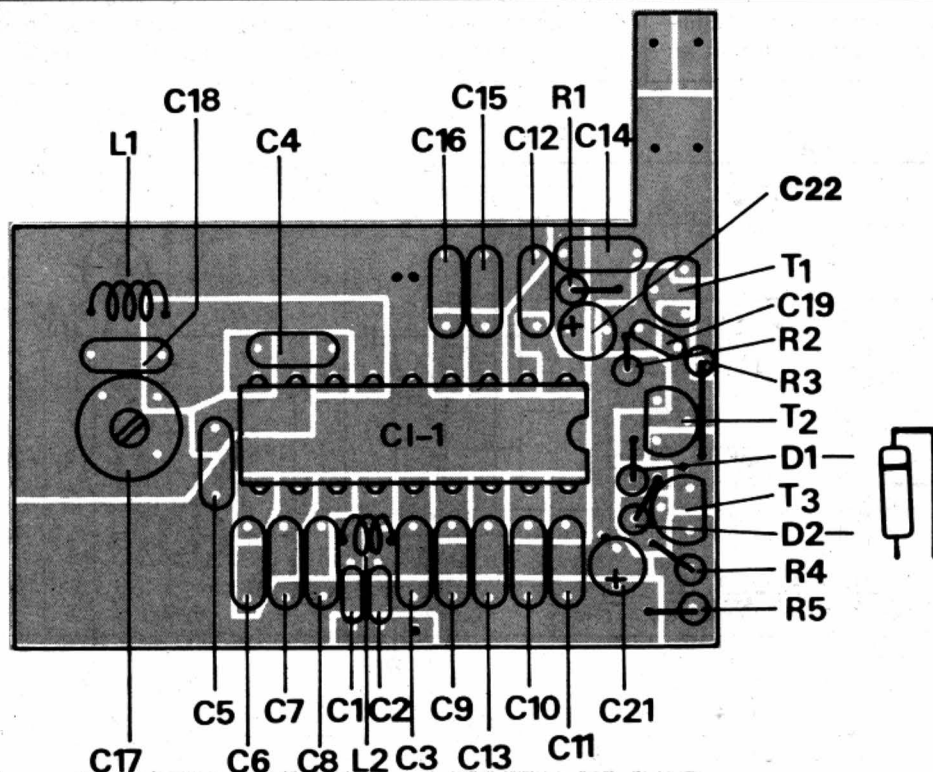 C18
C15 R1
L1 C4 C16 C12 C14
C22
T1
C19
R2
R3
CI-1
T2
D1
T3
D2
R4
R5
+
+
C5 C7 C1 C2 C9 C10 C21
C17 C6 C8 L2 C3 C13 C11